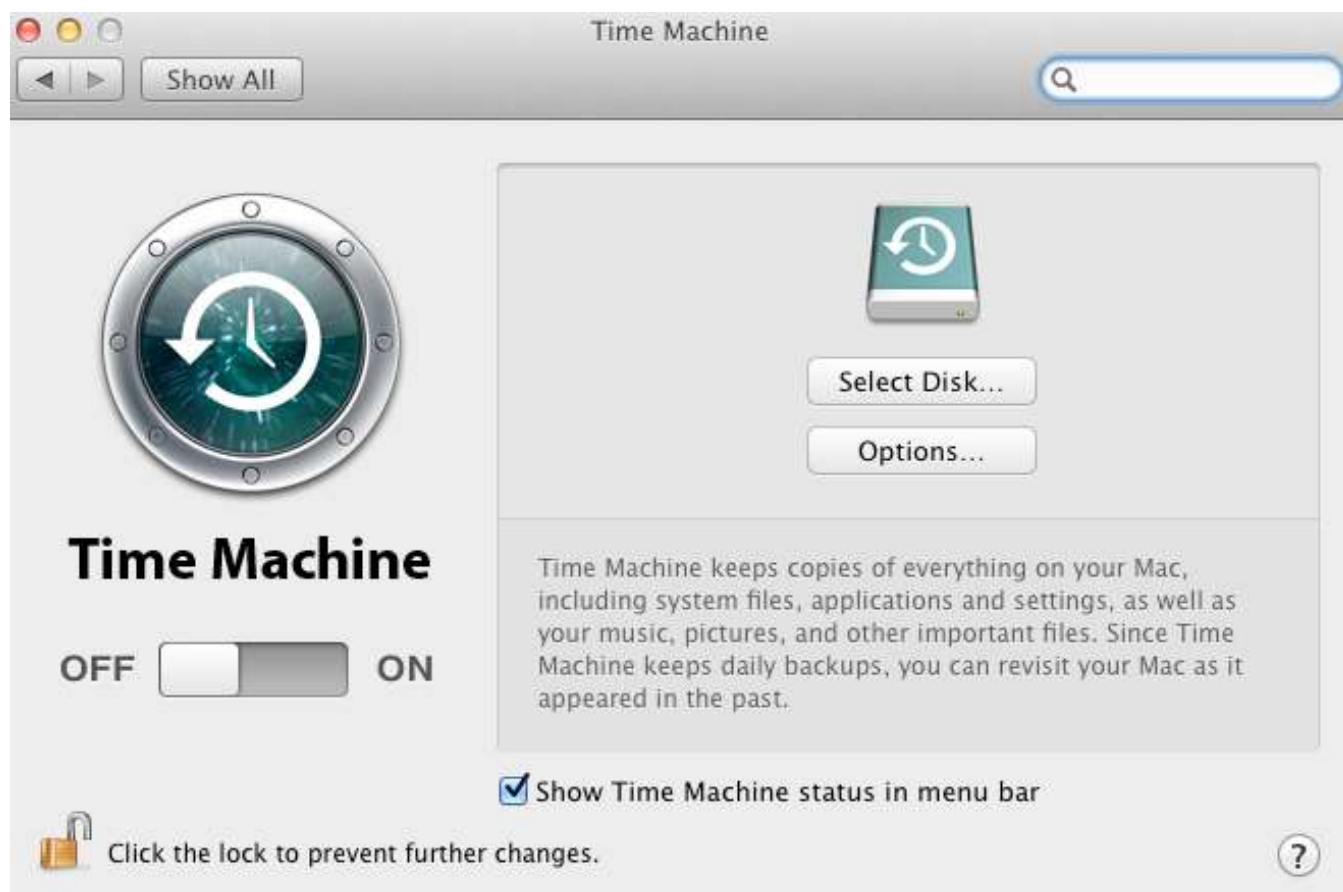 Time Machine
Show All
Select Disk...
Options...
Time Machine
OFF ON
Time Machine keeps copies of everything on your Mac,
including system files, applications and settings, as well as
your music, pictures, and other important files. Since Time
Machine keeps daily backups, you can revisit your Mac as it
appeared in the past.
Show Time Machine status in menu bar
Click the lock to prevent further changes.
?